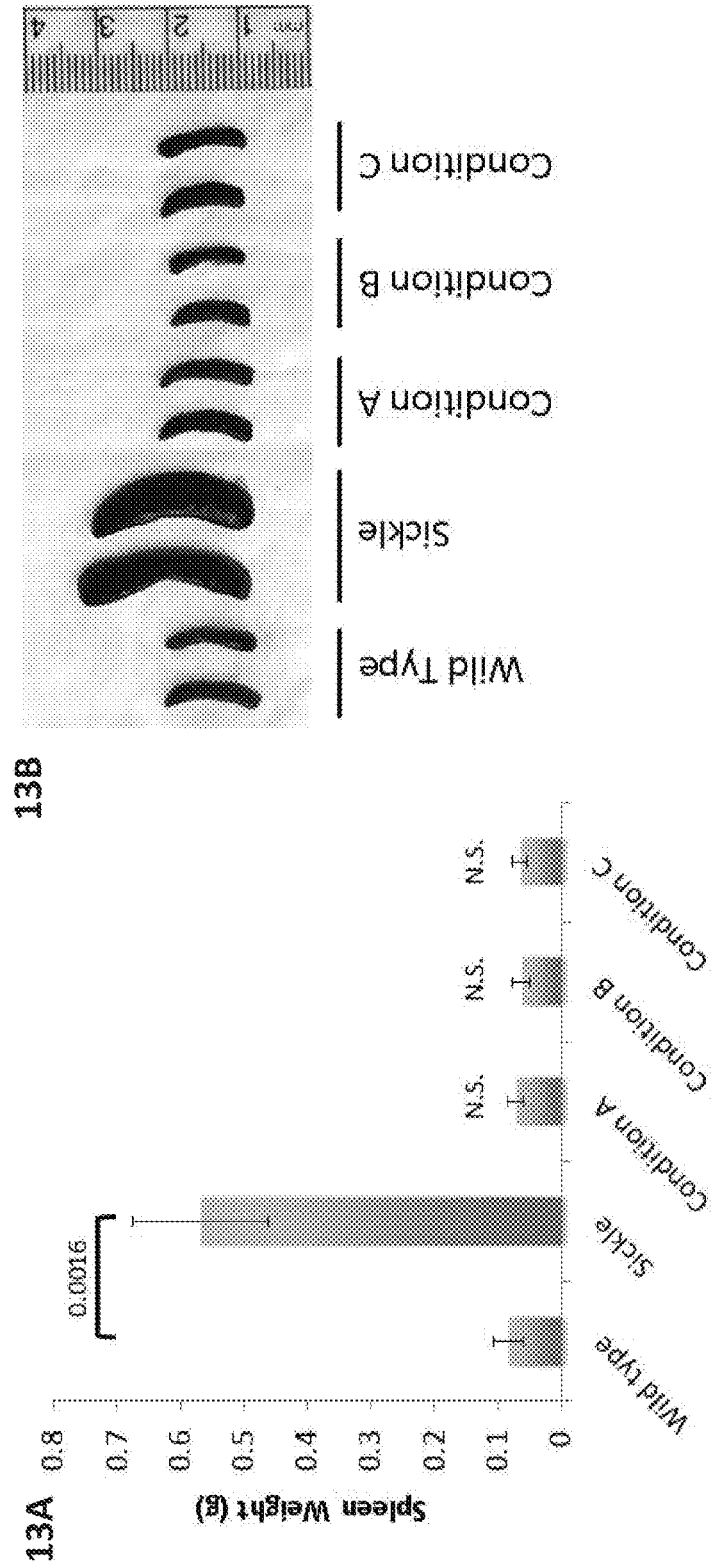 13A
Spleen Weight (g)
0.8
0.7
0.6
0.5
0.4
0.3
0.2
0.1
0
0.0016
N.S.
N.S.
N.S.
Wild type
Sickle
Condition A
Condition B
Condition C
13B
4
3
2
1
mm
Wild Type
Sickle
Condition A
Condition B
Condition C